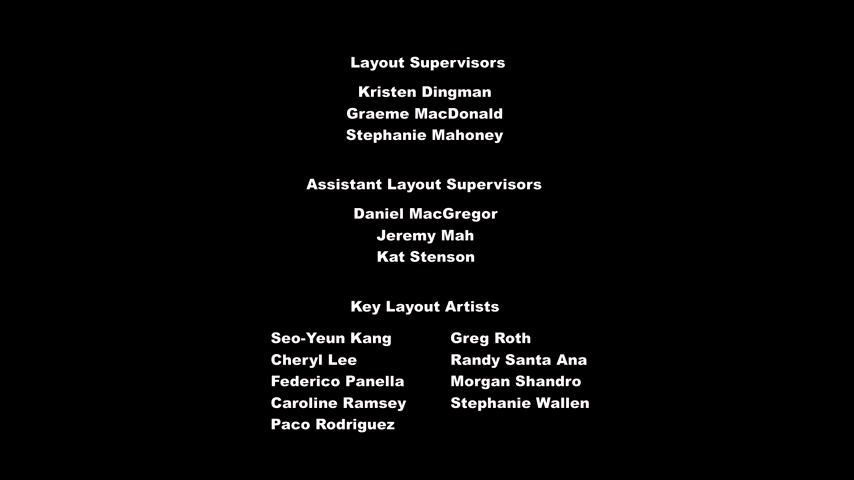 Layout Supervisors
Kristen Dingman
Graeme MacDonald
Stephanie Mahoney
Assistant Layout Supervisors
Daniel MacGregor
Jeremy Mah
Kat Stenson
Key Layout Artists
Seo-Yeun Kang
Cheryl Lee
Federico Panella
Caroline Ramsey
Paco Rodriguez
Greg Roth
Randy Santa Ana
Morgan Shandro
Stephanie Wallen